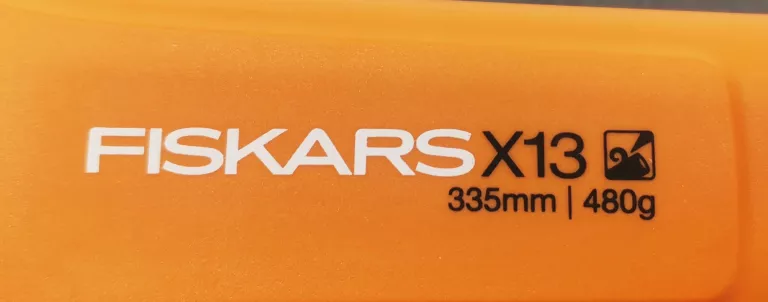 FISKARS X13
335mm | 480g